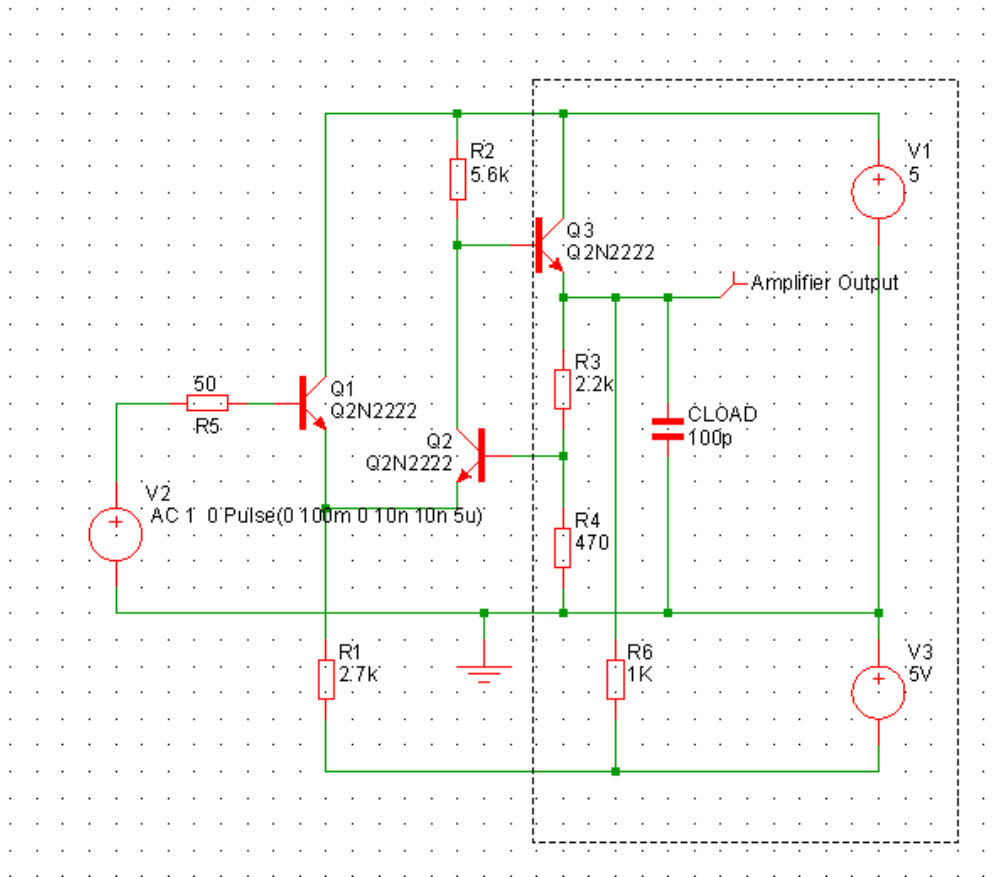 R2
5.6k
V1
5
Q3
Q2N2222
Amplifier Output
R3
2.2k
50
R5
Q1
Q2N2222
CLOAD
100p
Q2
Q2N2222
V2
AC 1 0 Pulse(0 100m 0 10n 10n 5u)
R4
470
R1
2.7k
R6
1K
V3
5V